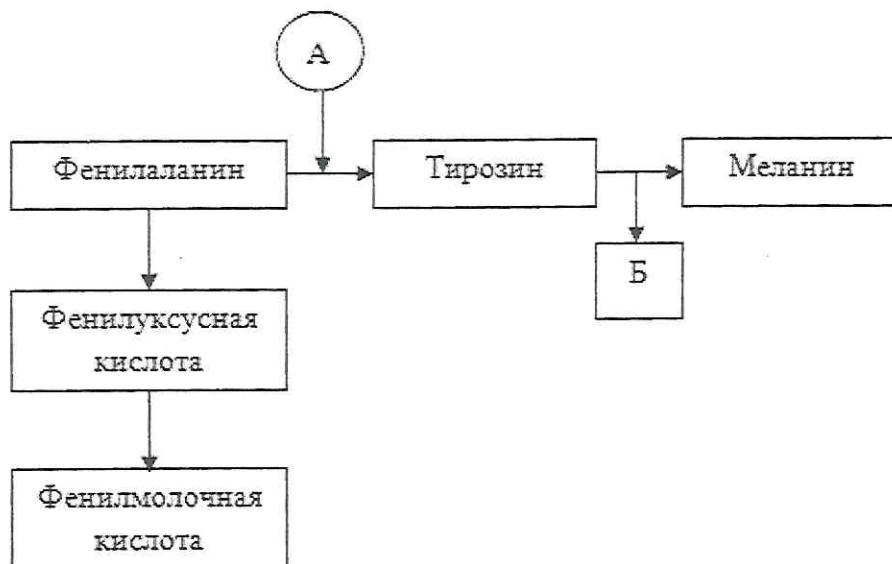 А
Фенилаланин
Тирозин
Меланин
Б
Фенилуксусная
кислота
Фенилмолочная
кислота